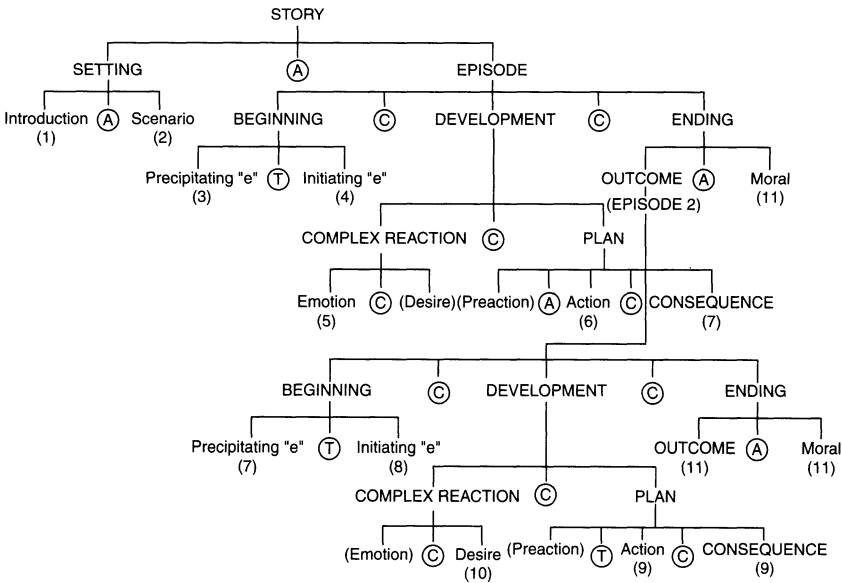 STORY
SETTING (A) EPISODE
Introduction (A) Scenario BEGINNING (C) DEVELOPMENT (C) ENDING
(1) (2)
Precipitating "e" (T) Initiating "e" OUTCOME (A) Moral
(3) (4) (EPISODE 2) (11)
COMPLEX REACTION (C) PLAN
Emotion (C) (Desire) (Preaction) (A) Action (C) CONSEQUENCE
(5) (6) (7)
BEGINNING (C) DEVELOPMENT (C) ENDING
Precipitating "e" (T) Initiating "e" OUTCOME (A) Moral
(7) (8) (11) (11)
COMPLEX REACTION (C) PLAN
(Emotion) (C) Desire (Preaction) (T) Action (C) CONSEQUENCE
(10) (9) (9)